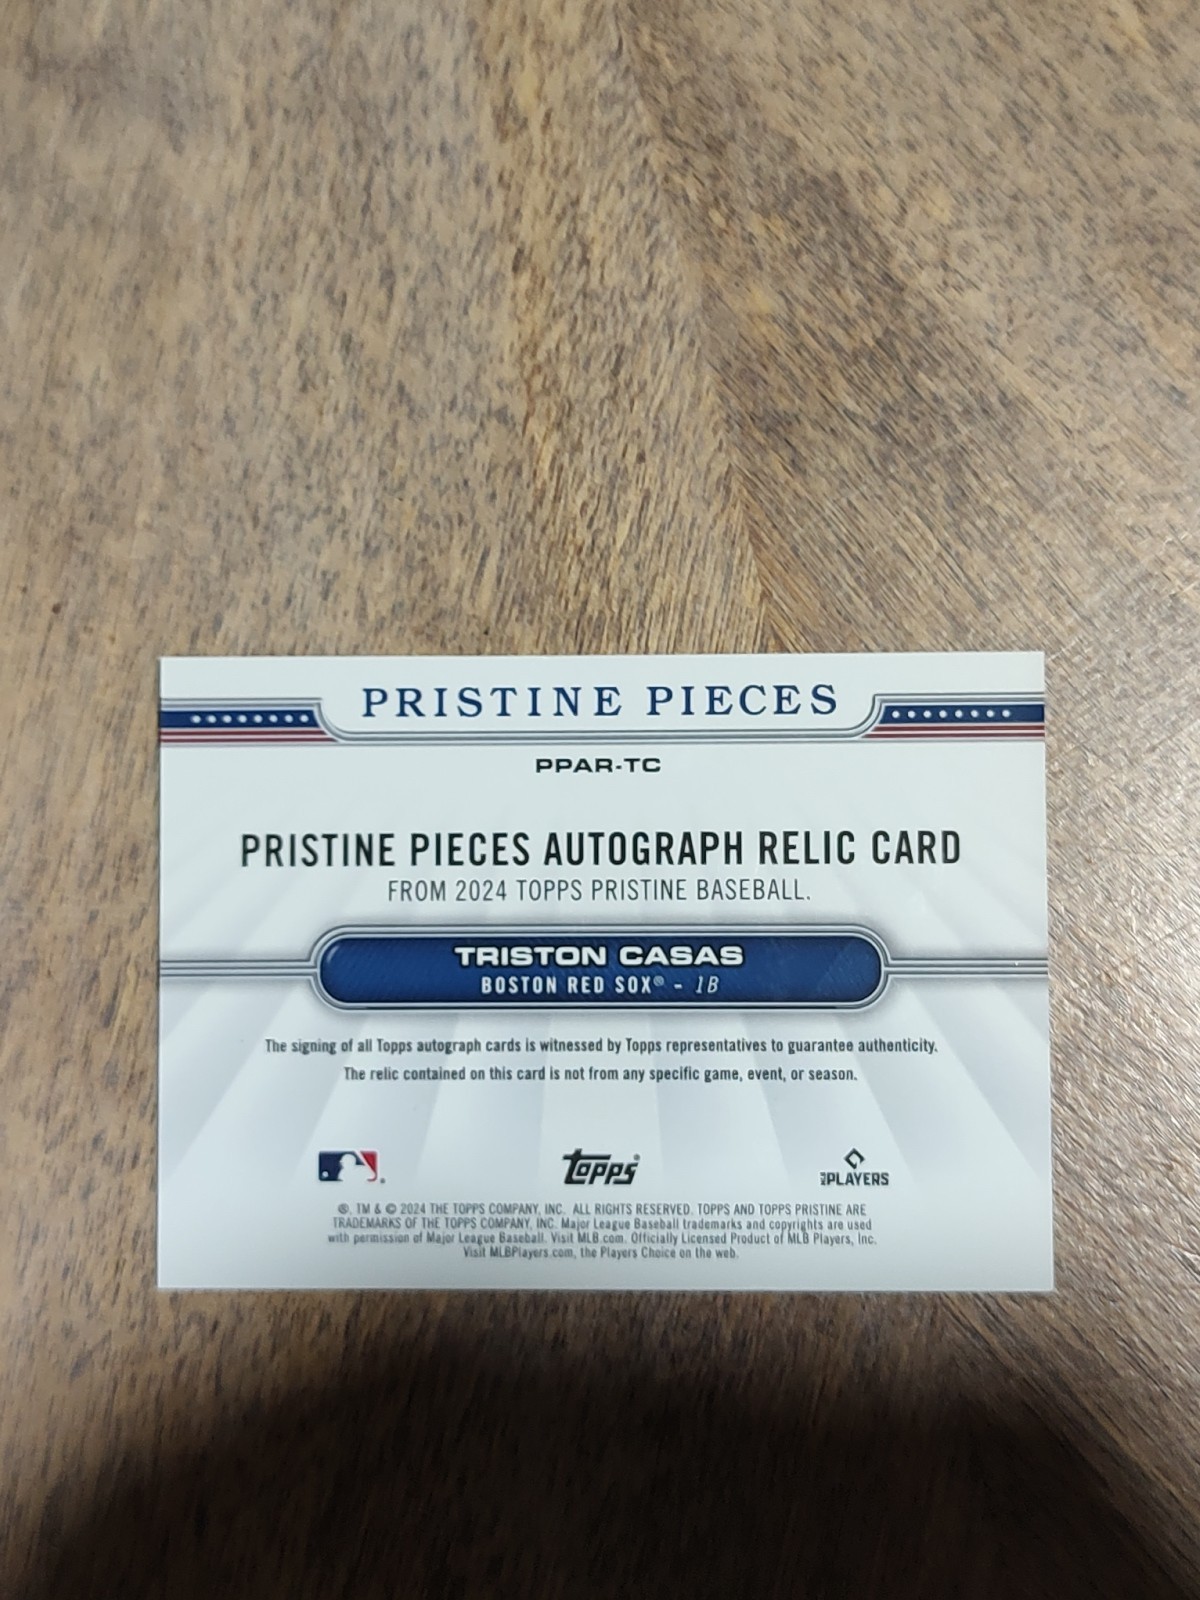 PRISTINE PIECES
PPAR-TC
PRISTINE PIECES AUTOGRAPH RELIC CARD
FROM 2024 TOPPS PRISTINE BASEBALL.
TRISTON CASAS
BOSTON RED SOX® - 1B
The signing of all Topps autograph cards is witnessed by Topps representatives to guarantee authenticity.
The relic contained on this card is not from any specific game, event, or season.
topps®
MLB PLAYERS
®, TM & © 2024 THE TOPPS COMPANY, INC. ALL RIGHTS RESERVED. TOPPS AND TOPPS PRISTINE ARE
TRADEMARKS OF THE TOPPS COMPANY, INC. Major League Baseball trademarks and copyrights are used
with permission of Major League Baseball. Visit MLB.com. Officially Licensed Product of MLB Players, Inc.
Visit MLBPlayers.com, the Players Choice on the web.